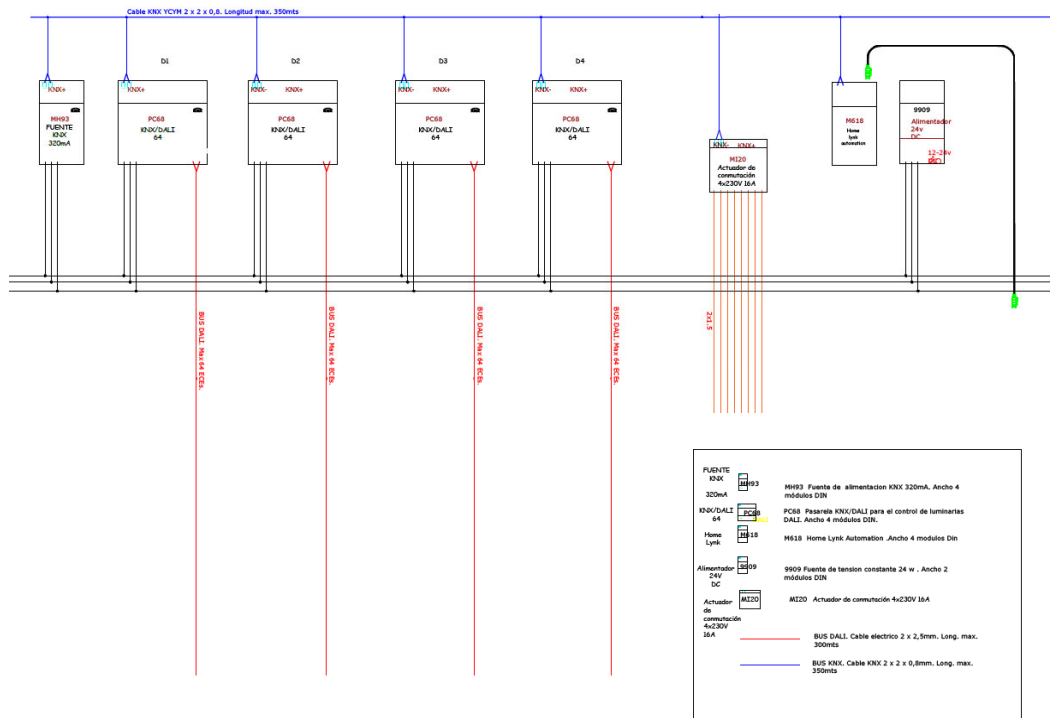 Cable KNX YCYM 2 x 2 x 0,8. Longitud max. 350mts
D1
D2
D3
D4
KNX+
MH93
FUENTE
KNX
320mA
KNX+
PC68
KNX/DALI
64
KNX- KNX+
PC68
KNX/DALI
64
KNX- KNX+
PC68
KNX/DALI
64
KNX- KNX+
PC68
KNX/DALI
64
KNX- KNX+
MI20
Actuador de
conmutación
4x230V 16A
M618
Home
lynk
automation
9909
Alimentador
24v
DC
12-24v
BUS DALI. Max 64 ECEs.
BUS DALI. Max 64 ECEs.
BUS DALI. Max 64 ECEs.
BUS DALI. Max 64 ECEs.
2x1.5
FUENTE
KNX
320mA
MH93
MH93 Fuente de alimentacion KNX 320mA. Ancho 4
módulos DIN
KNX/DALI
64
PC68
DALI
PC68 Pasarela KNX/DALI para el control de luminarias
DALI. Ancho 4 módulos DIN.
Home
Lynk
M618
M618 Home Lynk Automation .Ancho 4 modulos Din
Alimentador
24V
DC
9909
9909 Fuente de tension constante 24 w . Ancho 2
módulos DIN
Actuador
de
conmutación
4x230V
16A
MI20
MI20 Actuador de conmutación 4x230V 16A
BUS DALI. Cable electrico 2 x 2,5mm. Long. max.
300mts
BUS KNX. Cable KNX 2 x 2 x 0,8mm. Long. max.
350mts